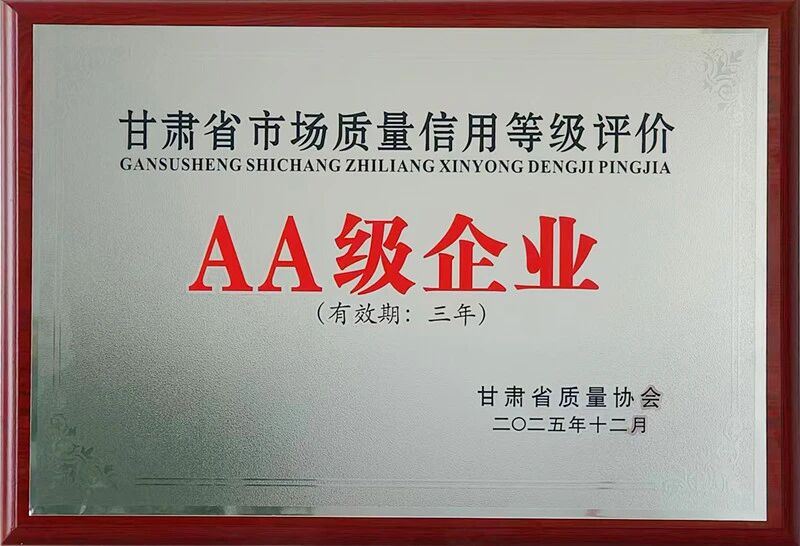 甘肃省市场质量信用等级评价
GANSUSHENG SHICHANG ZHILIANG XINYONG DENGJI PINGJIA
AA级企业
（有效期：三年）
甘肃省质量协会
二〇二五年十二月